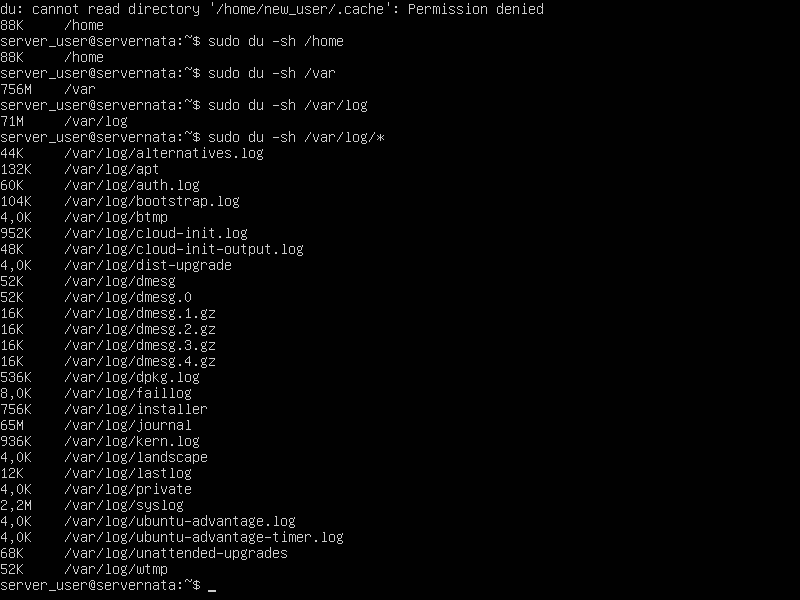 du: cannot read directory '/home/new_user/.cache': Permission denied
88K     /home
server_user@servernata:~$ sudo du -sh /home
88K     /home
server_user@servernata:~$ sudo du -sh /var
756M    /var
server_user@servernata:~$ sudo du -sh /var/log
71M     /var/log
server_user@servernata:~$ sudo du -sh /var/log/*
44K     /var/log/alternatives.log
132K    /var/log/apt
60K     /var/log/auth.log
104K    /var/log/bootstrap.log
4,0K    /var/log/btmp
952K    /var/log/cloud-init.log
48K     /var/log/cloud-init-output.log
4,0K    /var/log/dist-upgrade
52K     /var/log/dmesg
52K     /var/log/dmesg.0
16K     /var/log/dmesg.1.gz
16K     /var/log/dmesg.2.gz
16K     /var/log/dmesg.3.gz
16K     /var/log/dmesg.4.gz
536K    /var/log/dpkg.log
8,0K    /var/log/faillog
756K    /var/log/installer
65M     /var/log/journal
936K    /var/log/kern.log
4,0K    /var/log/landscape
12K     /var/log/lastlog
4,0K    /var/log/private
2,2M    /var/log/syslog
4,0K    /var/log/ubuntu-advantage.log
4,0K    /var/log/ubuntu-advantage-timer.log
68K     /var/log/unattended-upgrades
52K     /var/log/wtmp
server_user@servernata:~$ _